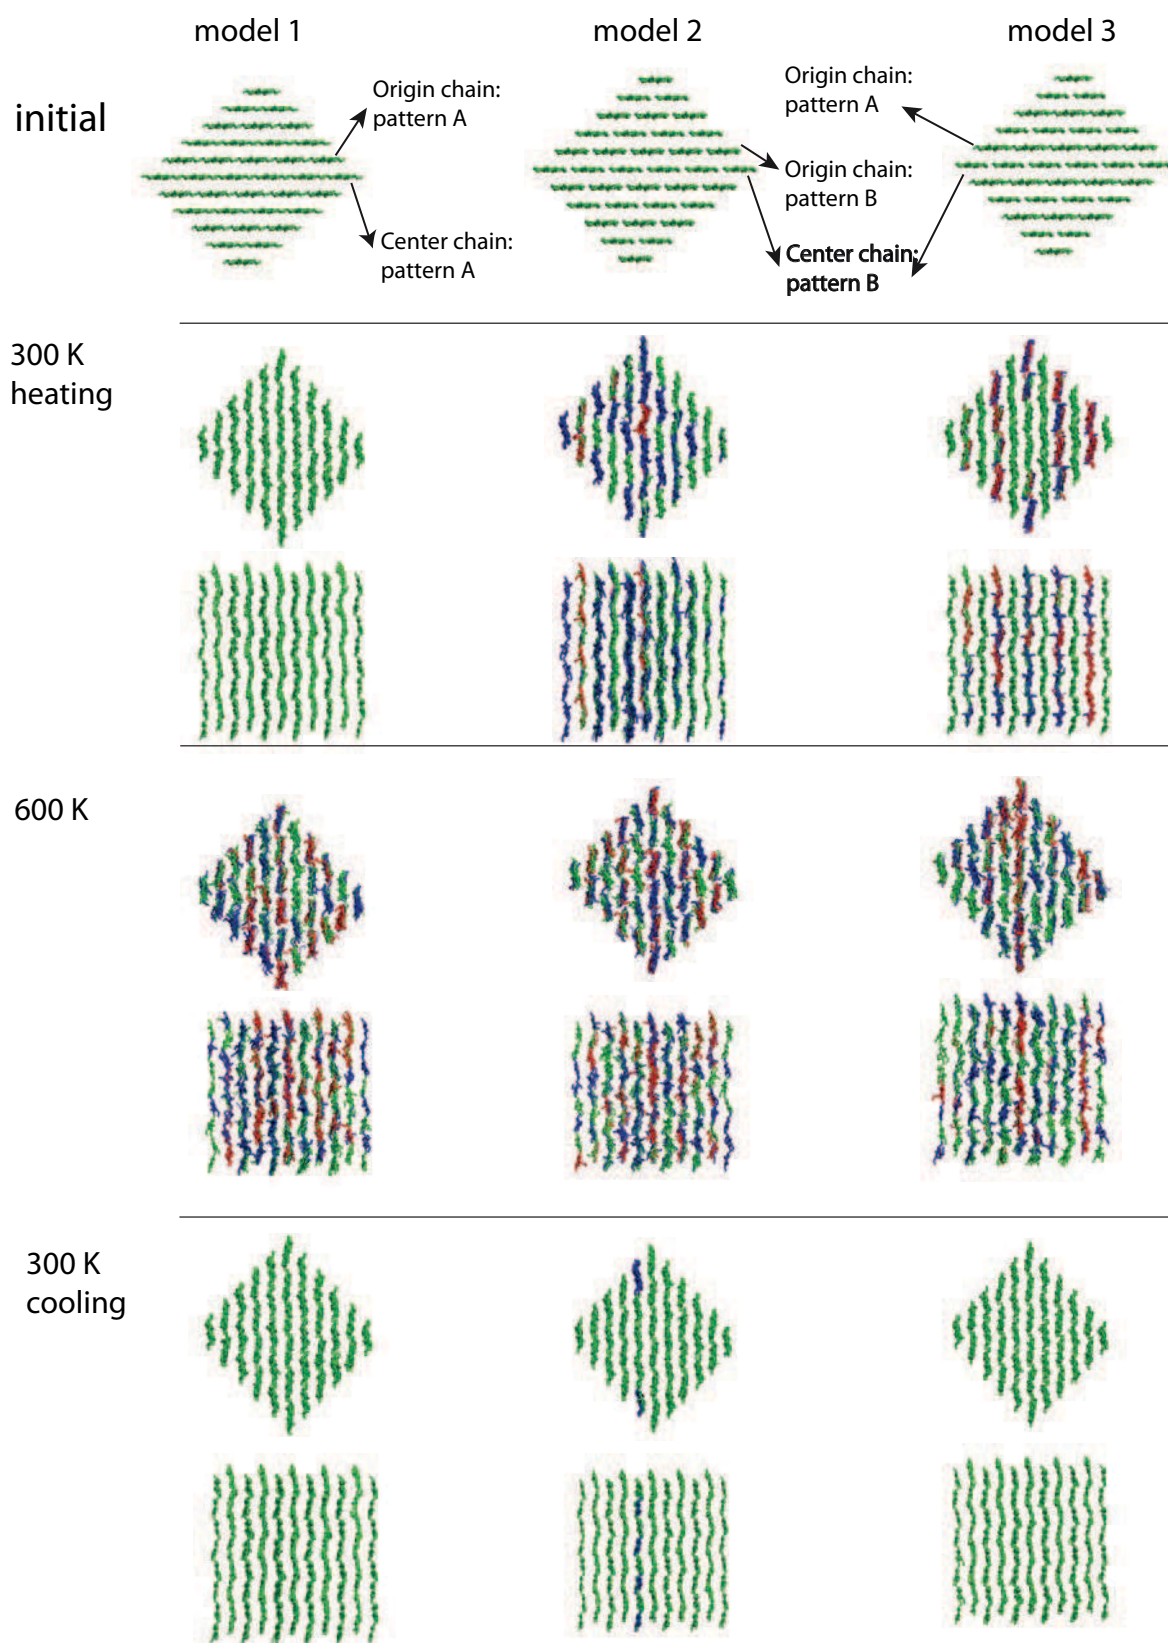 model 1
model 2
model 3
initial
Origin chain:
pattern A
Center chain:
pattern A
Origin chain:
pattern B
Center chain:
pattern B
Origin chain:
pattern A
300 K
heating
600 K
300 K
cooling